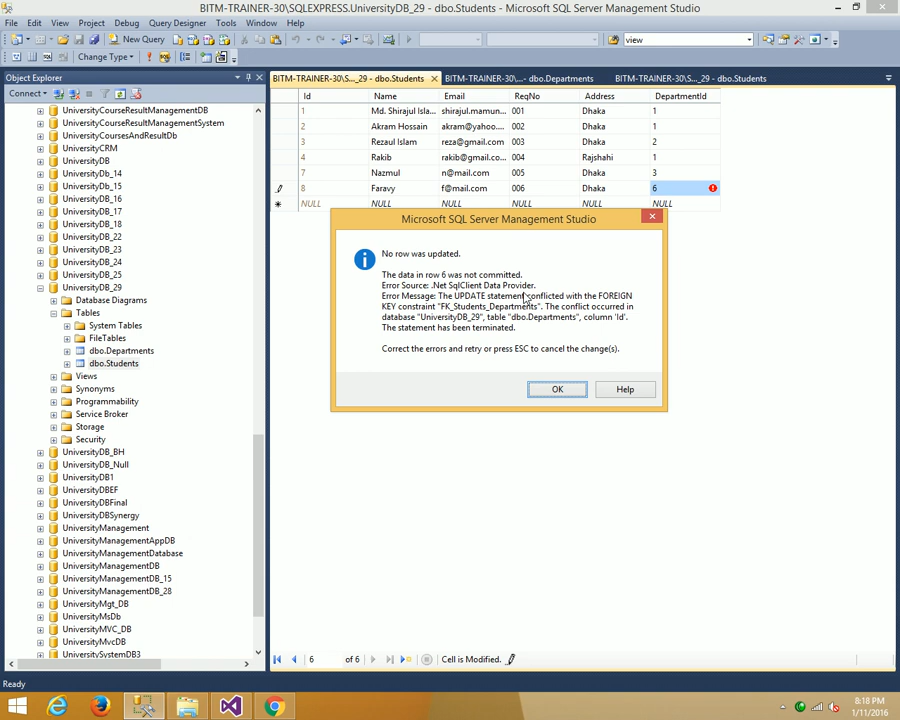 BITM-TRAINER-30\SQLEXPRESS.UniversityDB_29 - dbo.Students - Microsoft SQL Server Management Studio
File Edit View Project Debug Query Designer Tools Window Help
New Query view
Change Type
Object Explorer
BITM-TRAINER-30\S..._29 - dbo.Students BITM-TRAINER-30\...- dbo.Departments BITM-TRAINER-30\S..._29 - dbo.Students
Connect
UniversityCourseResultManagementDB
UniversityCourseResultManagementSystem
UniversityCoursesAndResultDb
UniversityCRM
UniversityDB
UniversityDb_14
UniversityDb_15
UniversityDB_16
UniversityDB_17
UniversityDB_18
UniversityDB_22
UniversityDB_23
UniversityDB_24
UniversityDB_25
UniversityDB_29
Database Diagrams
Tables
System Tables
FileTables
dbo.Departments
dbo.Students
Views
Synonyms
Programmability
Service Broker
Storage
Security
UniversityDB_BH
UniversityDB_Null
UniversityDB1
UniversityDBEF
UniversityDBFinal
UniversityDBSynergy
UniversityManagement
UniversityManagementAppDB
UniversityManagementDatabase
UniversityManagementDB
UniversityManagementDB_15
UniversityManagementDB_28
UniversityMgt_DB
UniversityMsDb
UniversityMVC_DB
UniversityMvcDB
UniversitySystemDB3
Id Name Email ReqNo Address DepartmentId
1 Md. Shirajul Isla... shirajul.mamun... 001 Dhaka 1
2 Akram Hossain akram@yahoo.... 002 Dhaka 1
3 Rezaul Islam reza@gmail.com 003 Dhaka 2
4 Rakib rakib@gmail.co... 004 Rajshahi 1
7 Nazmul n@mail.com 005 Dhaka 3
8 Faravy f@mail.com 006 Dhaka 6
NULL NULL NULL NULL NULL NULL
Microsoft SQL Server Management Studio
No row was updated.
The data in row 6 was not committed.
Error Source: .Net SqlClient Data Provider.
Error Message: The UPDATE statement conflicted with the FOREIGN
KEY constraint "FK_Students_Departments". The conflict occurred in
database "UniversityDB_29", table "dbo.Departments", column 'Id'.
The statement has been terminated.
Correct the errors and retry or press ESC to cancel the change(s).
OK Help
6 of 6 Cell is Modified.
Ready
8:18 PM
1/11/2016